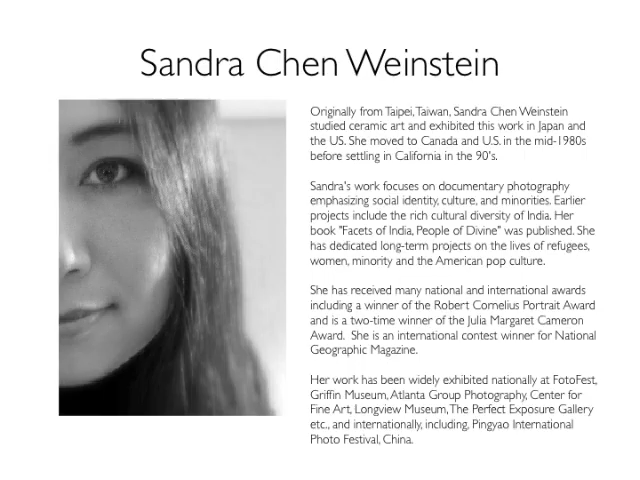 Sandra Chen Weinstein
Originally from Taipei, Taiwan, Sandra Chen Weinstein
studied ceramic art and exhibited this work in Japan and
the US. She moved to Canada and U.S. in the mid-1980s
before settling in California in the 90's.
Sandra's work focuses on documentary photography
emphasizing social identity, culture, and minorities. Earlier
projects include the rich cultural diversity of India. Her
book "Facets of India, People of Divine" was published. She
has dedicated long-term projects on the lives of refugees,
women, minority and the American pop culture.
She has received many national and international awards
including a winner of the Robert Cornelius Portrait Award
and is a two-time winner of the Julia Margaret Cameron
Award. She is an international contest winner for National
Geographic Magazine.
Her work has been widely exhibited nationally at FotoFest,
Griffin Museum, Atlanta Group Photography, Center for
Fine Art, Longview Museum, The Perfect Exposure Gallery
etc., and internationally, including, Pingyao International
Photo Festival, China.